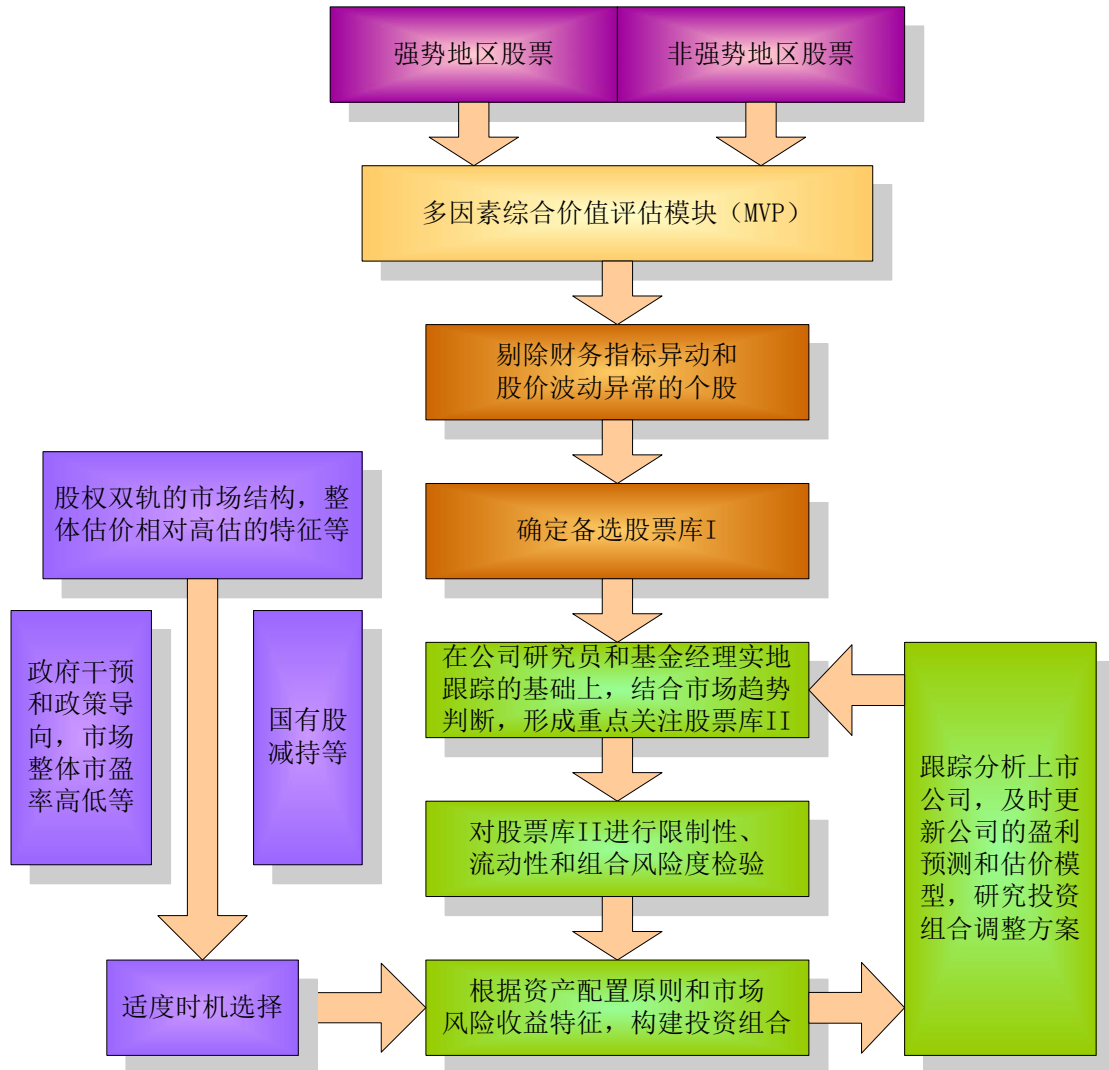 强势地区股票
非强势地区股票
多因素综合价值评估模块（MVP）
剔除财务指标异动和
股价波动异常的个股
确定备选股票库I
股权双轨的市场结构，整
体估价相对高估的特征等
政府干预
和政策导
向，市场
整体市盈
率高低等
国有股
减持等
在公司研究员和基金经理实地
跟踪的基础上，结合市场趋势
判断，形成重点关注股票库II
对股票库II进行限制性、
流动性和组合风险度检验
跟踪分析上市
公司，及时更
新公司的盈利
预测和估价模
型，研究投资
组合调整方案
适度时机选择
根据资产配置原则和市场
风险收益特征，构建投资组合